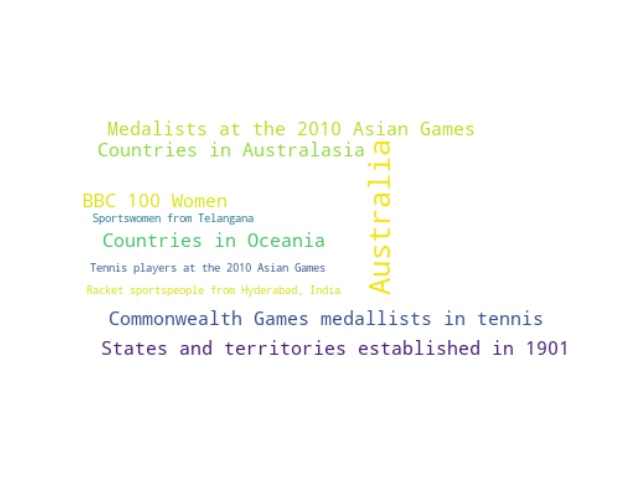 Medalists at the 2010 Asian Games
Countries in Australasia
Australia
BBC 100 Women
Sportswomen from Telangana
Countries in Oceania
Tennis players at the 2010 Asian Games
Racket sportspeople from Hyderabad, India
Commonwealth Games medallists in tennis
States and territories established in 1901